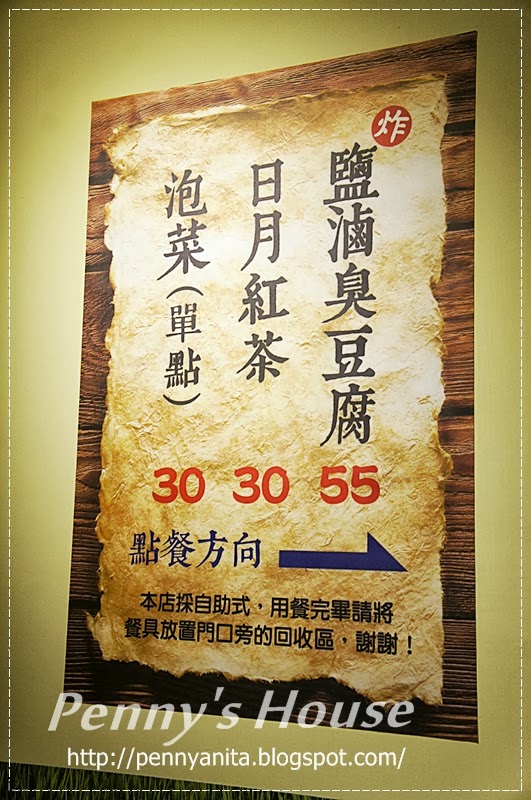 炸
鹽滷臭豆腐
55
日月紅茶
30
泡菜(單點)
30
點餐方向
本店採自助式，用餐完畢請將
餐具放置門口旁的回收區，謝謝！
Penny's House
http://pennyanita.blogspot.com/